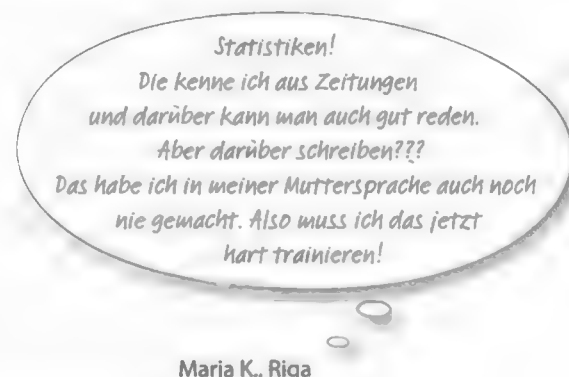 Statistiken!
Die kenne ich aus Zeitungen
und darüber kann man auch gut reden.
Aber darüber schreiben???
Das habe ich in meiner Muttersprache auch noch
nie gemacht. Also muss ich das jetzt
hart trainieren!
Maria K., Riga